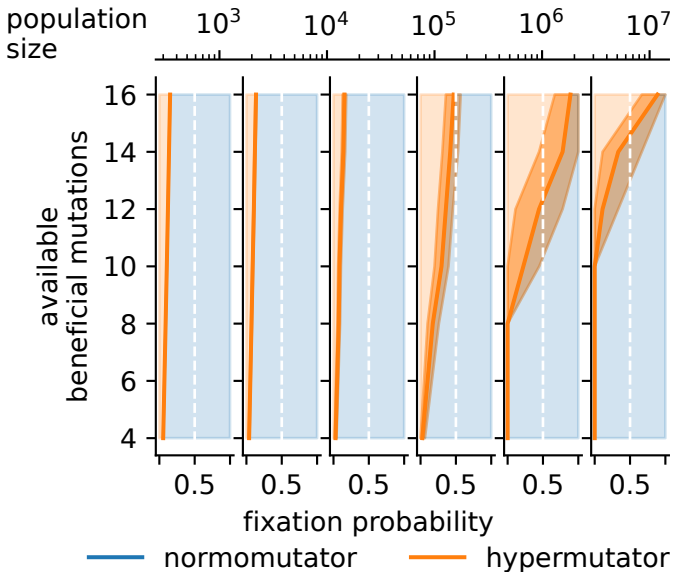 population
size
10³ 10⁴ 10⁵ 10⁶ 10⁷
available
beneficial mutations
16
14
12
10
8
6
4
0.5 0.5 0.5 0.5 0.5 0.5
fixation probability
normomutator hypermutator